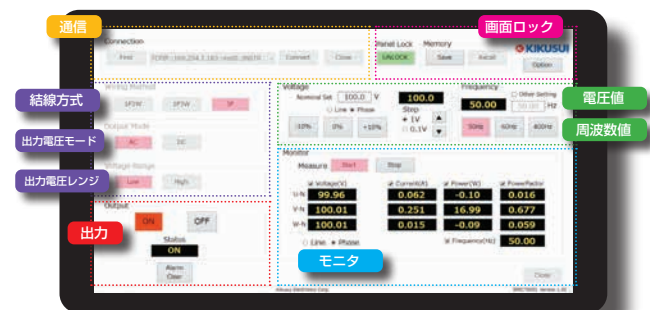 通信
画面ロック
Connection
Panel Lock
Memory
KIKUSUI
Find
Connect
Close
UNLOCK
Save
Recall
Option
結線方式
Wiring Method
1P2W
1P3W
3P
出力電圧モード
Output Mode
AC
DC
出力電圧レンジ
Voltage Range
Low
High
Voltage
Nominal Set
100.0
V
100.0
Line
Phase
Step
1V
0.1V
-10%
0%
+10%
電圧値
Frequency
Other Setting
50.00
Hz
50Hz
60Hz
400Hz
周波数値
出力
Output
ON
OFF
Status
ON
Alarm
Clear
Monitor
Measure
Start
Stop
Voltage(V)
Current(A)
Power(W)
PowerFactor
U-N
99.96
0.062
-0.10
0.016
V-N
100.01
0.251
16.99
0.677
W-N
100.01
0.015
-0.09
0.059
Line
Phase
Frequency(Hz)
50.00
モニタ
Close
Kikusui Electronics Corp.